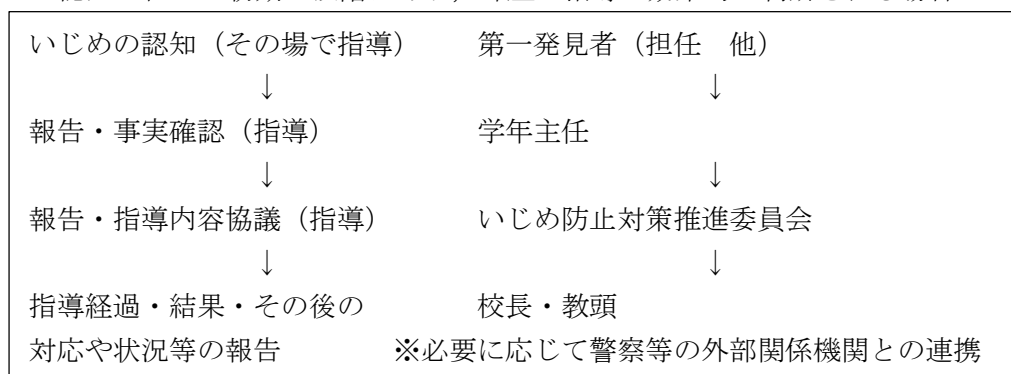 いじめの認知（その場で指導）　　第一発見者（担任　他）
↓　　↓
報告・事実確認（指導）　　学年主任
↓　　↓
報告・指導内容協議（指導）　　いじめ防止対策推進委員会
↓　　↓
指導経過・結果・その後の　　校長・教頭
対応や状況等の報告　　※必要に応じて警察等の外部関係機関との連携